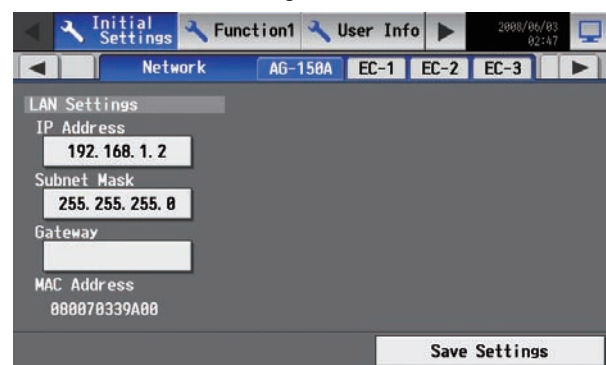 Initial Settings
Function1
User Info
2008/06/03
02:47
Network
AG-150A
EC-1
EC-2
EC-3
LAN Settings
IP Address
192. 168. 1. 2
Subnet Mask
255. 255. 255. 0
Gateway
MAC Address
080070339A00
Save Settings